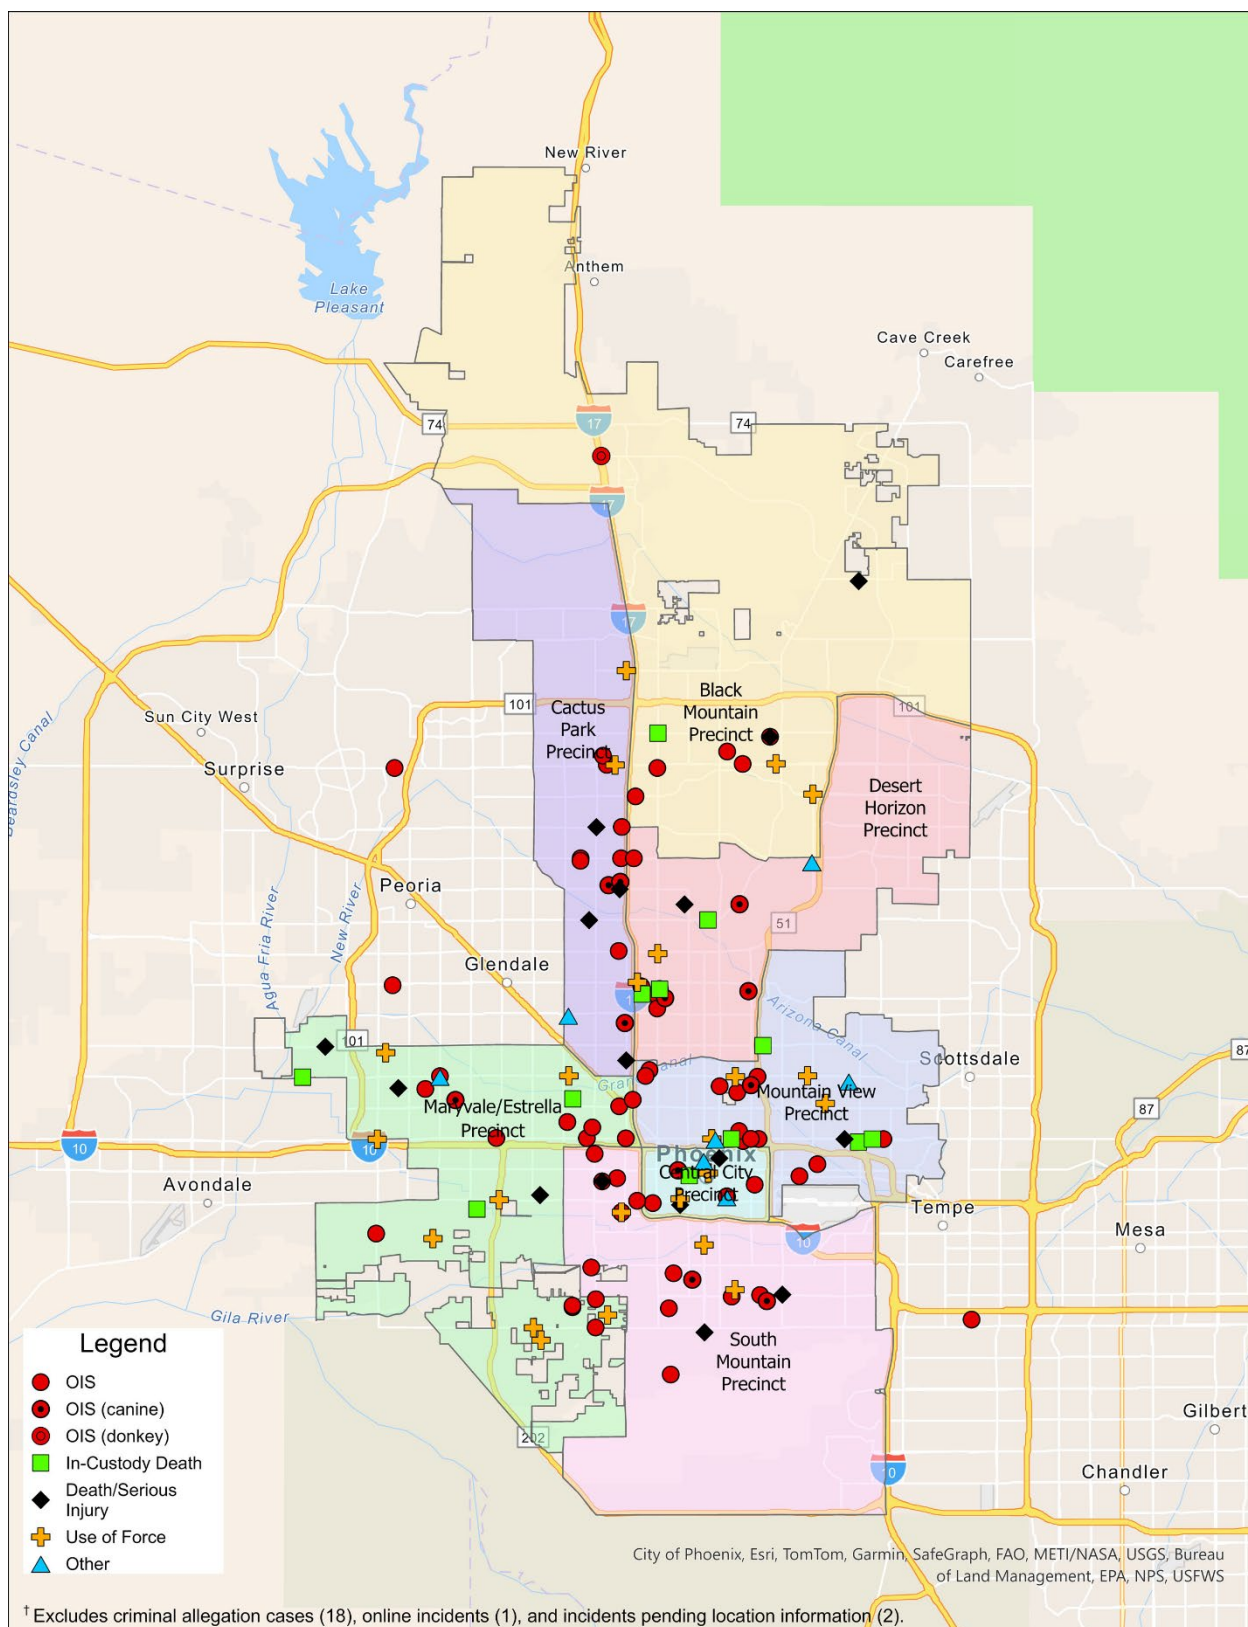 New River
Anthem
Lake
Pleasant
Cave Creek
Carefree
74
74
17
17
17
101
Black
Mountain
Precinct
Cactus
Park
Precinct
101
Sun City West
Surprise
Beardsley Canal
Desert
Horizon
Precinct
Peoria
Agua Fria River
New River
51
Glendale
Arizona Canal
101
Scottsdale
87
Grand Canal
Mountain View
Precinct
87
Maryvale/Estrella
Precinct
10
10
Phoenix
Central City
Precinct
Avondale
Tempe
10
Mesa
Gila River
South
Mountain
Precinct
Gilbert
202
10
Chandler
Legend
OIS
OIS (canine)
OIS (donkey)
In-Custody Death
Death/Serious
Injury
Use of Force
Other
City of Phoenix, Esri, TomTom, Garmin, SafeGraph, FAO, METI/NASA, USGS, Bureau
of Land Management, EPA, NPS, USFWS
† Excludes criminal allegation cases (18), online incidents (1), and incidents pending location information (2).